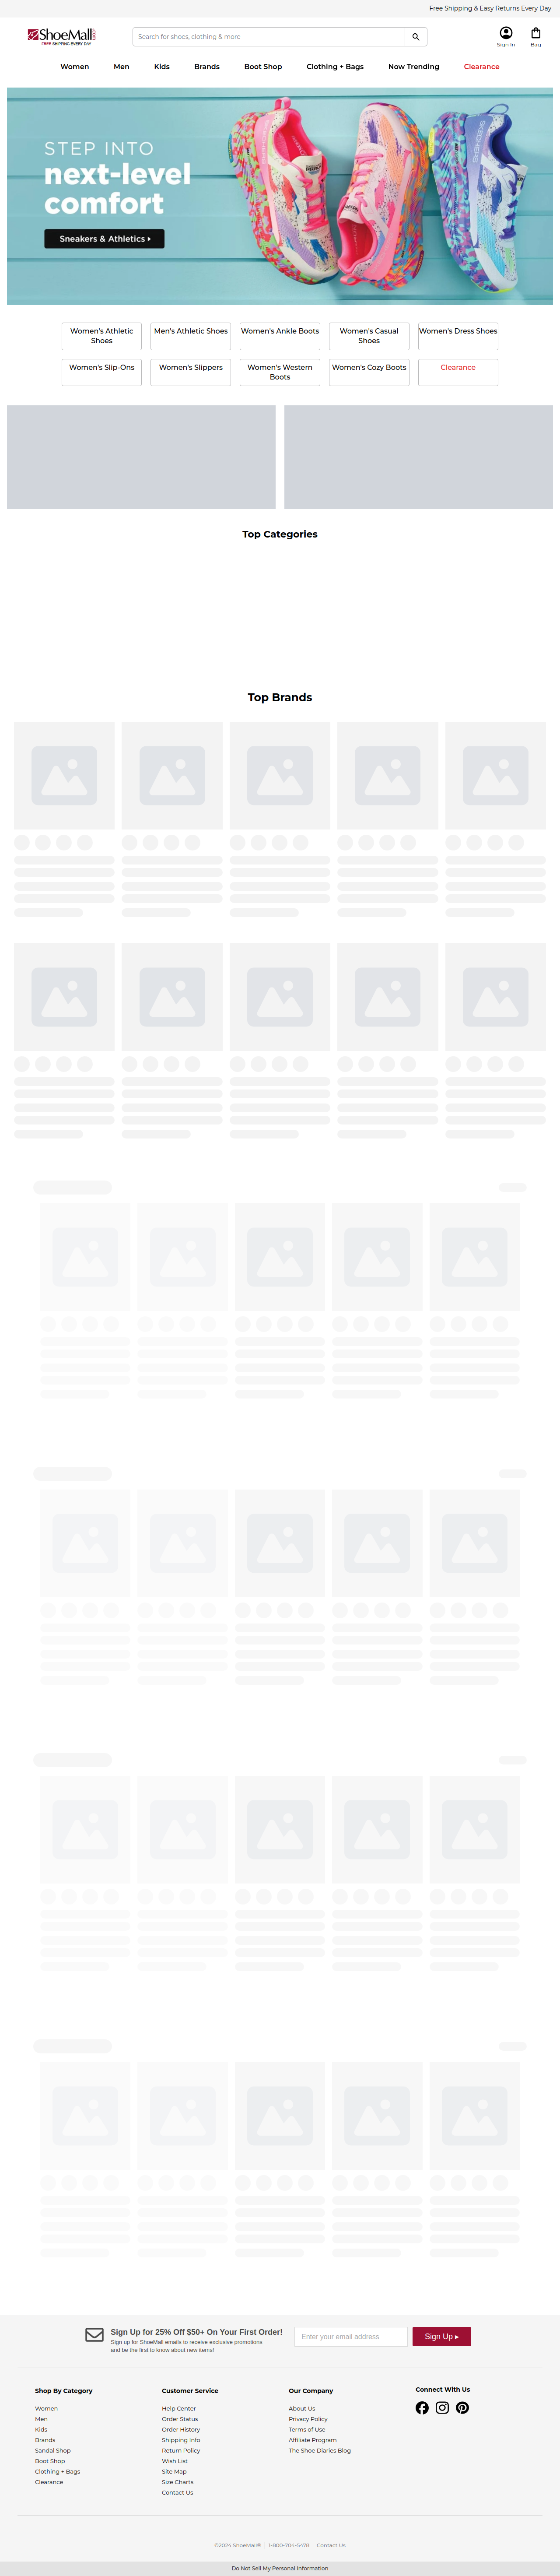 Free Shipping & Easy Returns Every Day
ShoeMall
FREE SHIPPING EVERY DAY
Search for shoes, clothing & more
Sign In
Bag
Women
Men
Kids
Brands
Boot Shop
Clothing + Bags
Now Trending
Clearance
STEP INTO
next-level
comfort
Sneakers & Athletics
Women's Athletic
Shoes
Men's Athletic Shoes
Women's Ankle Boots
Women's Casual
Shoes
Women's Dress Shoes
Women's Slip-Ons
Women's Slippers
Women's Western
Boots
Women's Cozy Boots
Clearance
Top Categories
Top Brands
Sign Up for 25% Off $50+ On Your First Order!
Sign up for ShoeMall emails to receive exclusive promotions
and be the first to know about new items!
Enter your email address
Sign Up ▸
Shop By Category
Women
Men
Kids
Brands
Sandal Shop
Boot Shop
Clothing + Bags
Clearance
Customer Service
Help Center
Order Status
Order History
Shipping Info
Return Policy
Wish List
Site Map
Size Charts
Contact Us
Our Company
About Us
Privacy Policy
Terms of Use
Affiliate Program
The Shoe Diaries Blog
Connect With Us
©2024 ShoeMall® | 1-800-704-5478 | Contact Us
Do Not Sell My Personal Information